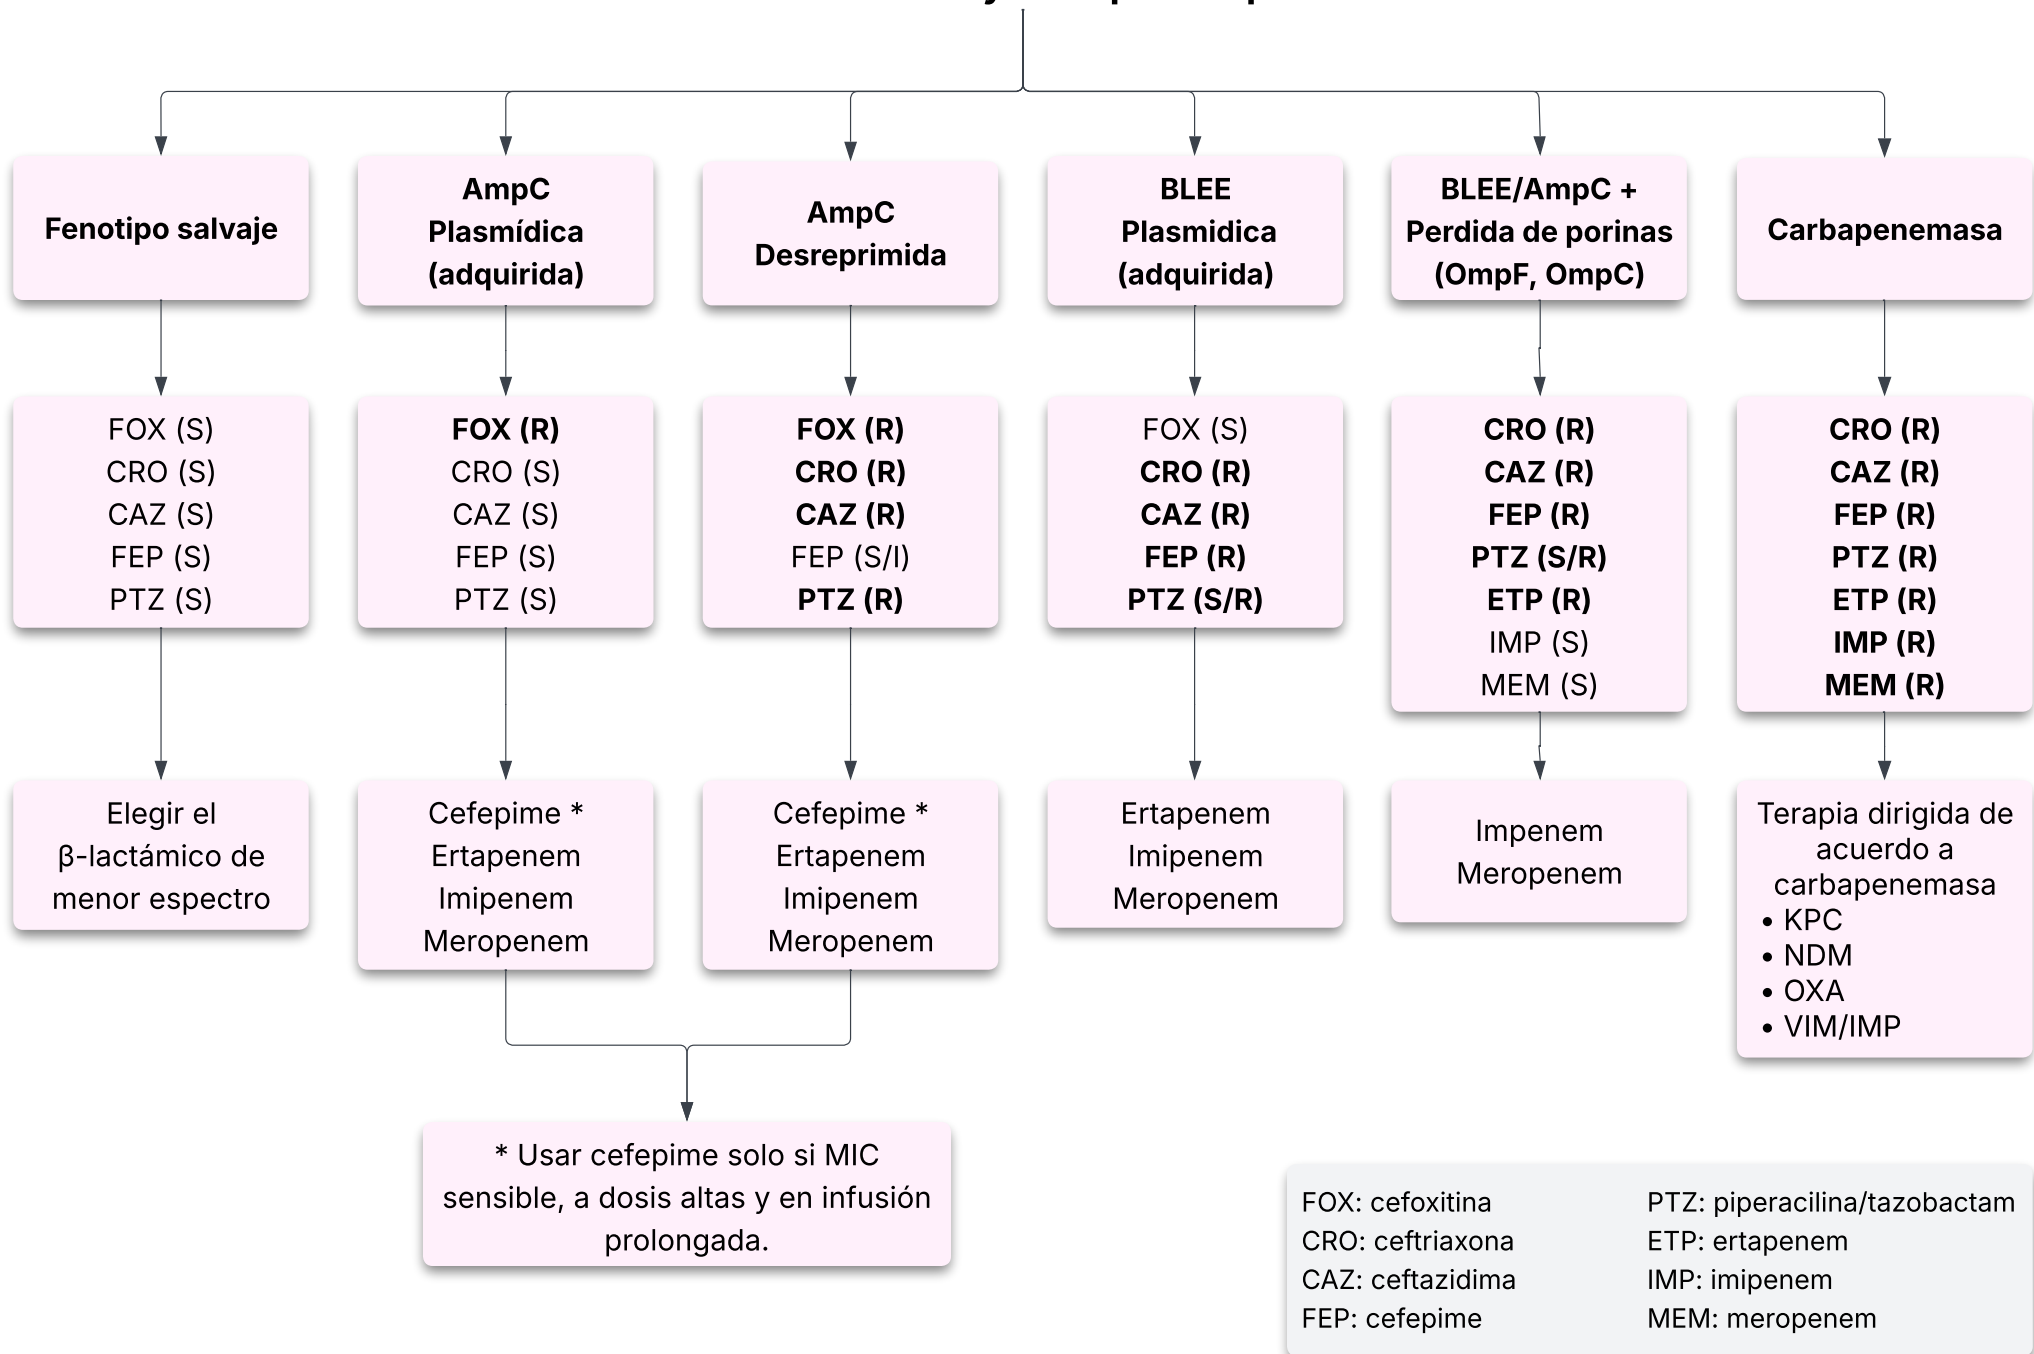 Fenotipo salvaje
AmpC
Plasmídica
(adquirida)
AmpC
Desreprimida
BLEE
Plasmidica
(adquirida)
BLEE/AmpC +
Perdida de porinas
(OmpF, OmpC)
Carbapenemasa
FOX (S)
CRO (S)
CAZ (S)
FEP (S)
PTZ (S)
FOX (R)
CRO (S)
CAZ (S)
FEP (S)
PTZ (S)
FOX (R)
CRO (R)
CAZ (R)
FEP (S/I)
PTZ (R)
FOX (S)
CRO (R)
CAZ (R)
FEP (R)
PTZ (S/R)
CRO (R)
CAZ (R)
FEP (R)
PTZ (S/R)
ETP (R)
IMP (S)
MEM (S)
CRO (R)
CAZ (R)
FEP (R)
PTZ (R)
ETP (R)
IMP (R)
MEM (R)
Elegir el
β-lactámico de
menor espectro
Cefepime *
Ertapenem
Imipenem
Meropenem
Cefepime *
Ertapenem
Imipenem
Meropenem
Ertapenem
Imipenem
Meropenem
Impenem
Meropenem
Terapia dirigida de
acuerdo a
carbapenemasa
• KPC
• NDM
• OXA
• VIM/IMP
* Usar cefepime solo si MIC
sensible, a dosis altas y en infusión
prolongada.
FOX: cefoxitina
CRO: ceftriaxona
CAZ: ceftazidima
FEP: cefepime
PTZ: piperacilina/tazobactam
ETP: ertapenem
IMP: imipenem
MEM: meropenem